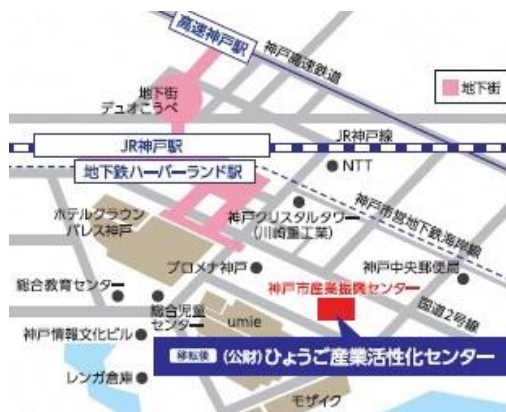 高速神戸駅
神戸高速鉄道
地下街
デュオこうべ
地下街
JR神戸駅
JR神戸線
地下鉄ハーバーランド駅
NTT
神戸市営地下鉄海岸線
ホテルクラウン
パレス神戸
神戸クリスタルタワー
(川崎重工業)
プロメナ神戸
神戸中央郵便局
総合教育センター
神戸市産業振興センター
国道2号線
総合児童
センター
umie
神戸情報文化ビル
移転後 (公財)ひょうご産業活性化センター
レンガ倉庫
モザイク